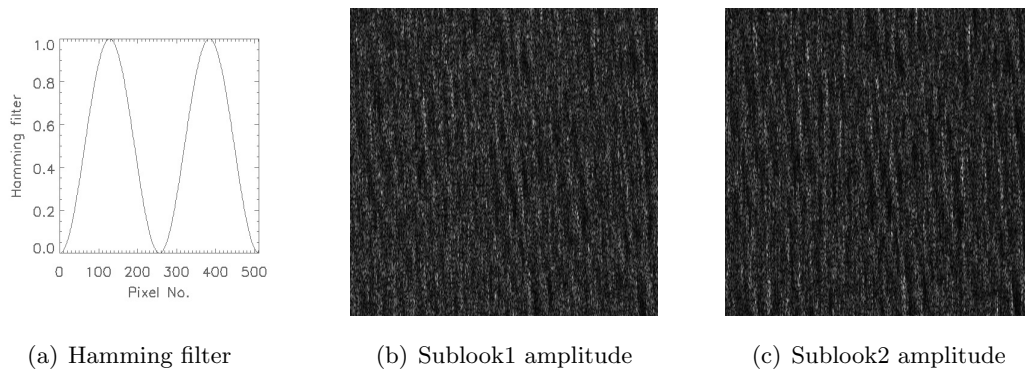 Hamming filter
1.0
0.8
0.6
0.4
0.2
0.0
0 100 200 300 400 500
Pixel No.
(a) Hamming filter
(b) Sublook1 amplitude
(c) Sublook2 amplitude